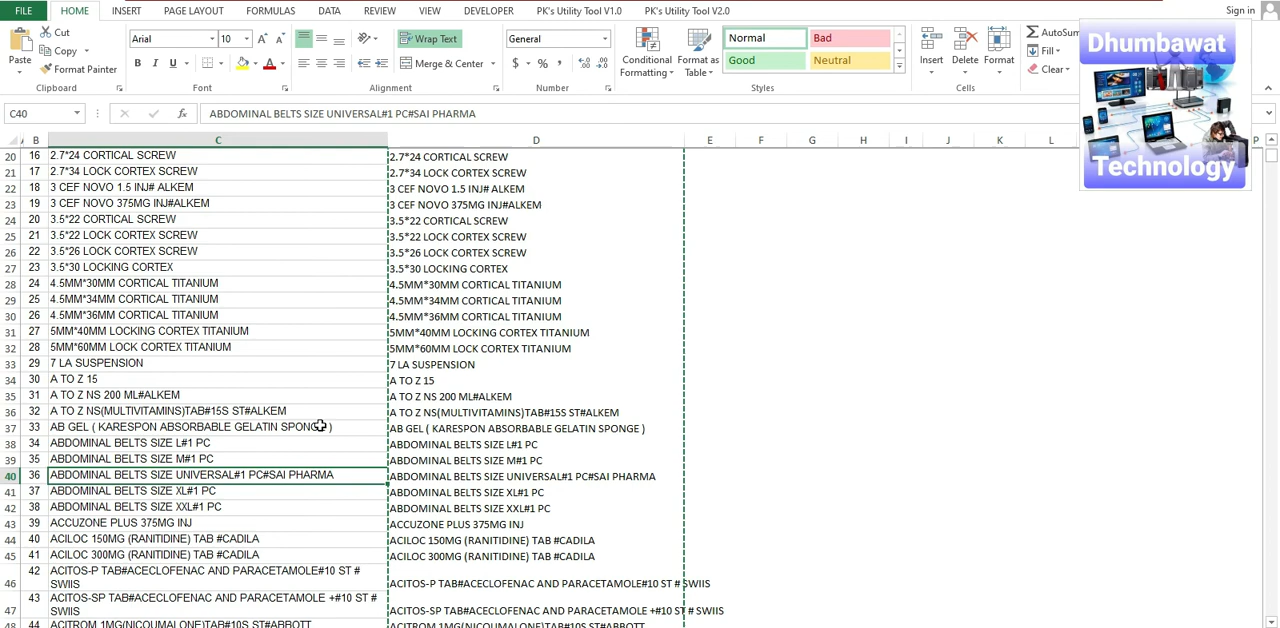 FILE HOME INSERT PAGE LAYOUT FORMULAS DATA REVIEW VIEW DEVELOPER PK's Utility Tool V1.0 PK's Utility Tool V2.0 Sign in
Cut
Copy
Format Painter
Paste
Clipboard
Arial 10
B I U
Font
Wrap Text
Merge & Center
Alignment
General
$ % ,
Number
Conditional Formatting
Format as Table
Normal Bad
Good Neutral
Styles
Insert Delete Format
Cells
AutoSum
Fill
Clear
Dhumbawat
Technology
C40 fx ABDOMINAL BELTS SIZE UNIVERSAL#1 PC#SAI PHARMA
B C D E F G H I J K L P
20 16 2.7*24 CORTICAL SCREW 2.7*24 CORTICAL SCREW
21 17 2.7*34 LOCK CORTEX SCREW 2.7*34 LOCK CORTEX SCREW
22 18 3 CEF NOVO 1.5 INJ# ALKEM 3 CEF NOVO 1.5 INJ# ALKEM
23 19 3 CEF NOVO 375MG INJ#ALKEM 3 CEF NOVO 375MG INJ#ALKEM
24 20 3.5*22 CORTICAL SCREW 3.5*22 CORTICAL SCREW
25 21 3.5*22 LOCK CORTEX SCREW 3.5*22 LOCK CORTEX SCREW
26 22 3.5*26 LOCK CORTEX SCREW 3.5*26 LOCK CORTEX SCREW
27 23 3.5*30 LOCKING CORTEX 3.5*30 LOCKING CORTEX
28 24 4.5MM*30MM CORTICAL TITANIUM 4.5MM*30MM CORTICAL TITANIUM
29 25 4.5MM*34MM CORTICAL TITANIUM 4.5MM*34MM CORTICAL TITANIUM
30 26 4.5MM*36MM CORTICAL TITANIUM 4.5MM*36MM CORTICAL TITANIUM
31 27 5MM*40MM LOCKING CORTEX TITANIUM 5MM*40MM LOCKING CORTEX TITANIUM
32 28 5MM*60MM LOCK CORTEX TITANIUM 5MM*60MM LOCK CORTEX TITANIUM
33 29 7 LA SUSPENSION 7 LA SUSPENSION
34 30 A TO Z 15 A TO Z 15
35 31 A TO Z NS 200 ML#ALKEM A TO Z NS 200 ML#ALKEM
36 32 A TO Z NS(MULTIVITAMINS)TAB#15S ST#ALKEM A TO Z NS(MULTIVITAMINS)TAB#15S ST#ALKEM
37 33 AB GEL ( KARESPON ABSORBABLE GELATIN SPONGE ) AB GEL ( KARESPON ABSORBABLE GELATIN SPONGE )
38 34 ABDOMINAL BELTS SIZE L#1 PC ABDOMINAL BELTS SIZE L#1 PC
39 35 ABDOMINAL BELTS SIZE M#1 PC ABDOMINAL BELTS SIZE M#1 PC
40 36 ABDOMINAL BELTS SIZE UNIVERSAL#1 PC#SAI PHARMA ABDOMINAL BELTS SIZE UNIVERSAL#1 PC#SAI PHARMA
41 37 ABDOMINAL BELTS SIZE XL#1 PC ABDOMINAL BELTS SIZE XL#1 PC
42 38 ABDOMINAL BELTS SIZE XXL#1 PC ABDOMINAL BELTS SIZE XXL#1 PC
43 39 ACCUZONE PLUS 375MG INJ ACCUZONE PLUS 375MG INJ
44 40 ACILOC 150MG (RANITIDINE) TAB #CADILA ACILOC 150MG (RANITIDINE) TAB #CADILA
45 41 ACILOC 300MG (RANITIDINE) TAB #CADILA ACILOC 300MG (RANITIDINE) TAB #CADILA
42 ACITOS-P TAB#ACECLOFENAC AND PARACETAMOLE#10 ST #
46 SWIIS ACITOS-P TAB#ACECLOFENAC AND PARACETAMOLE#10 ST # SWIIS
43 ACITOS-SP TAB#ACECLOFENAC AND PARACETAMOLE +#10 ST #
47 SWIIS ACITOS-SP TAB#ACECLOFENAC AND PARACETAMOLE +#10 ST # SWIIS
48 44 ACITROM 1MG(NICOUMALONE)TAB#10S ST#ABBOTT ACITROM 1MG(NICOUMALONE)TAB#10S ST#ABBOTT